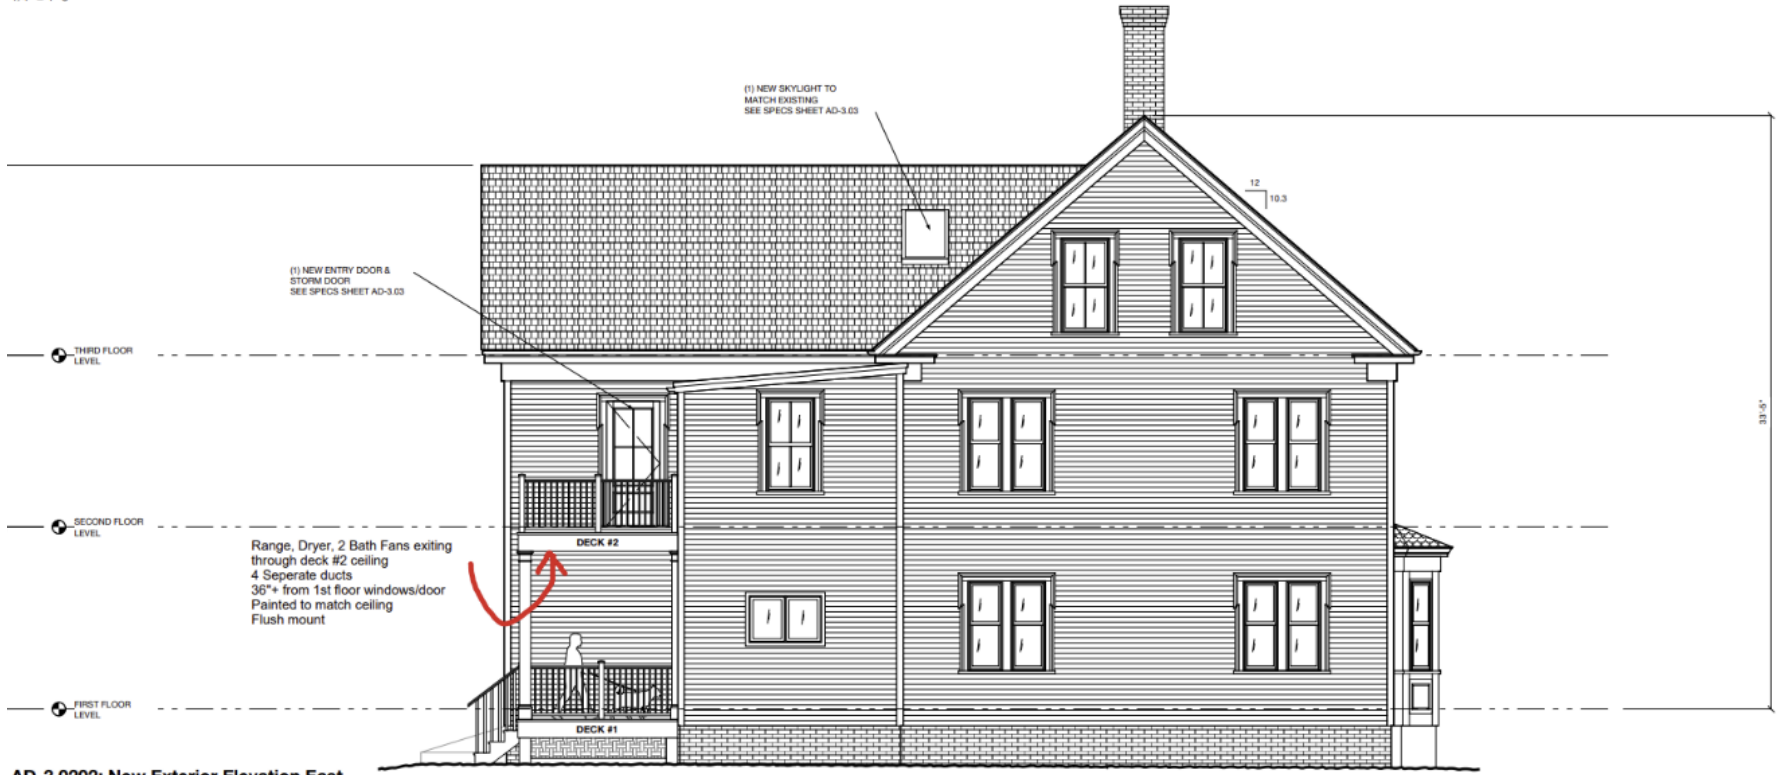 (1) NEW SKYLIGHT TO
MATCH EXISTING
SEE SPECS SHEET AD-3.03
12
10.3
(1) NEW ENTRY DOOR &
STORM DOOR
SEE SPECS SHEET AD-3.03
THIRD FLOOR
LEVEL
33'-5"
SECOND FLOOR
LEVEL
DECK #2
Range, Dryer, 2 Bath Fans exiting
through deck #2 ceiling
4 Seperate ducts
36"+ from 1st floor windows/door
Painted to match ceiling
Flush mount
FIRST FLOOR
LEVEL
DECK #1
New Exterior Elevation East